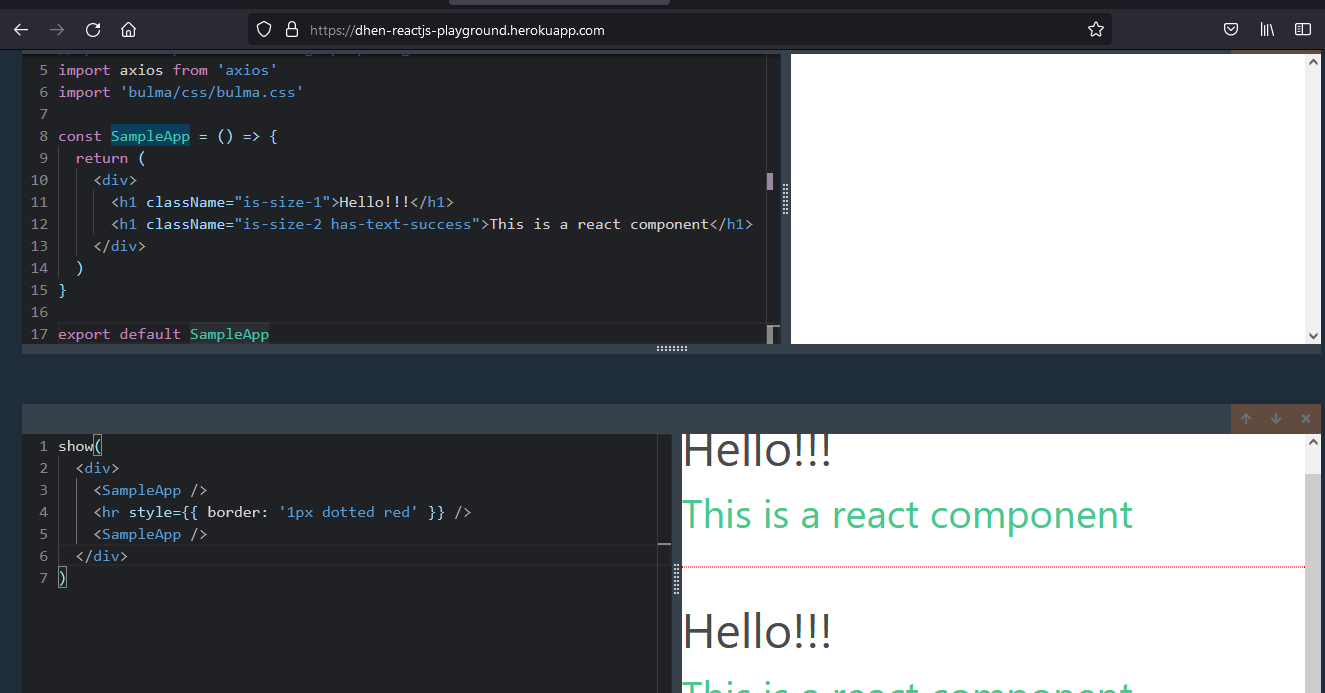 https://dhen-reactjs-playground.herokuapp.com
5 import axios from 'axios'
6 import 'bulma/css/bulma.css'
7
8 const SampleApp = () => {
9 return (
10 <div>
11 <h1 className="is-size-1">Hello!!!</h1>
12 <h1 className="is-size-2 has-text-success">This is a react component</h1>
13 </div>
14 )
15 }
16
17 export default SampleApp
1 show(
2 <div>
3 <SampleApp />
4 <hr style={{ border: '1px dotted red' }} />
5 <SampleApp />
6 </div>
7 )
Hello!!!
This is a react component
Hello!!!
This is a react component